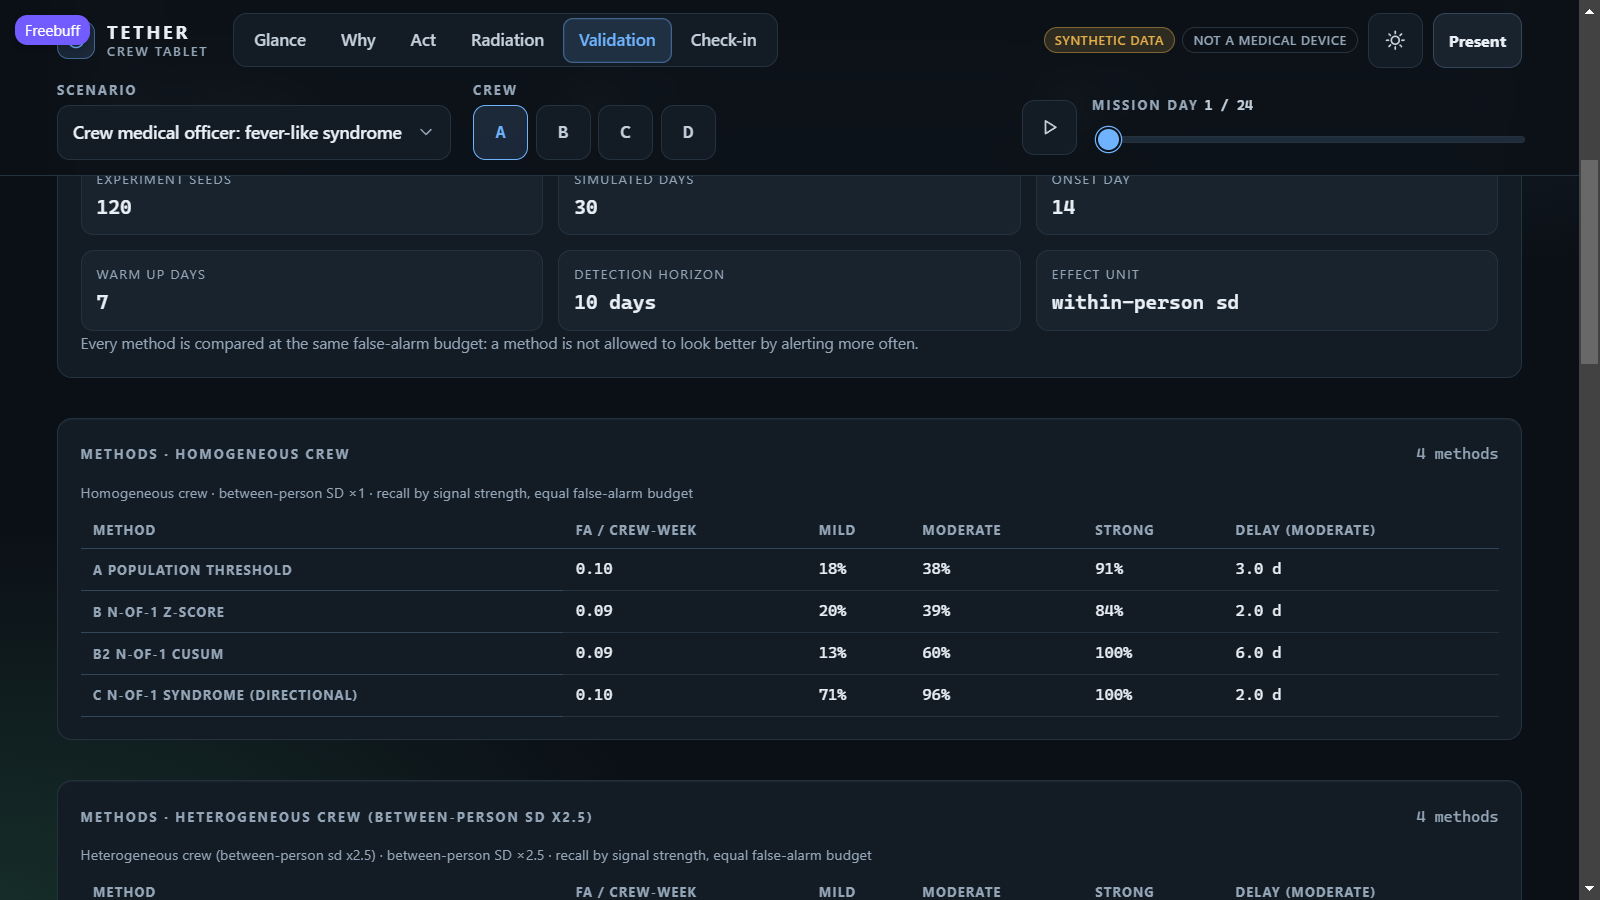 Freebuff
TETHER
CREW TABLET
Glance Why Act Radiation Validation Check-in
SYNTHETIC DATA NOT A MEDICAL DEVICE Present
SCENARIO
Crew medical officer: fever-like syndrome
CREW
A B C D
MISSION DAY 1 / 24
EXPERIMENT SEEDS
120
SIMULATED DAYS
30
ONSET DAY
14
WARM UP DAYS
7
DETECTION HORIZON
10 days
EFFECT UNIT
within-person sd
Every method is compared at the same false-alarm budget: a method is not allowed to look better by alerting more often.
METHODS · HOMOGENEOUS CREW 4 methods
Homogeneous crew · between-person SD ×1 · recall by signal strength, equal false-alarm budget
METHOD FA / CREW-WEEK MILD MODERATE STRONG DELAY (MODERATE)
A POPULATION THRESHOLD 0.10 18% 38% 91% 3.0 d
B N-OF-1 Z-SCORE 0.09 20% 39% 84% 2.0 d
B2 N-OF-1 CUSUM 0.09 13% 60% 100% 6.0 d
C N-OF-1 SYNDROME (DIRECTIONAL) 0.10 71% 96% 100% 2.0 d
METHODS · HETEROGENEOUS CREW (BETWEEN-PERSON SD X2.5) 4 methods
Heterogeneous crew (between-person sd x2.5) · between-person SD ×2.5 · recall by signal strength, equal false-alarm budget
METHOD FA / CREW-WEEK MILD MODERATE STRONG DELAY (MODERATE)